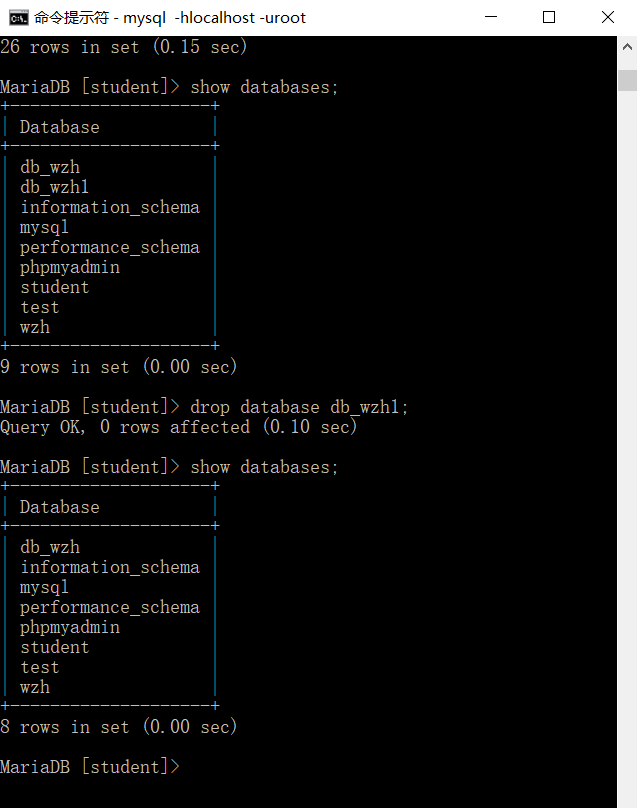 命令提示符 - mysql  -hlocalhost -uroot
26 rows in set (0.15 sec)
MariaDB [student]> show databases;
+--------------------+
| Database           |
+--------------------+
| db_wzh             |
| db_wzh1            |
| information_schema |
| mysql              |
| performance_schema |
| phpmyadmin         |
| student            |
| test               |
| wzh                |
+--------------------+
9 rows in set (0.00 sec)
MariaDB [student]> drop database db_wzh1;
Query OK, 0 rows affected (0.10 sec)
MariaDB [student]> show databases;
+--------------------+
| Database           |
+--------------------+
| db_wzh             |
| information_schema |
| mysql              |
| performance_schema |
| phpmyadmin         |
| student            |
| test               |
| wzh                |
+--------------------+
8 rows in set (0.00 sec)
MariaDB [student]>